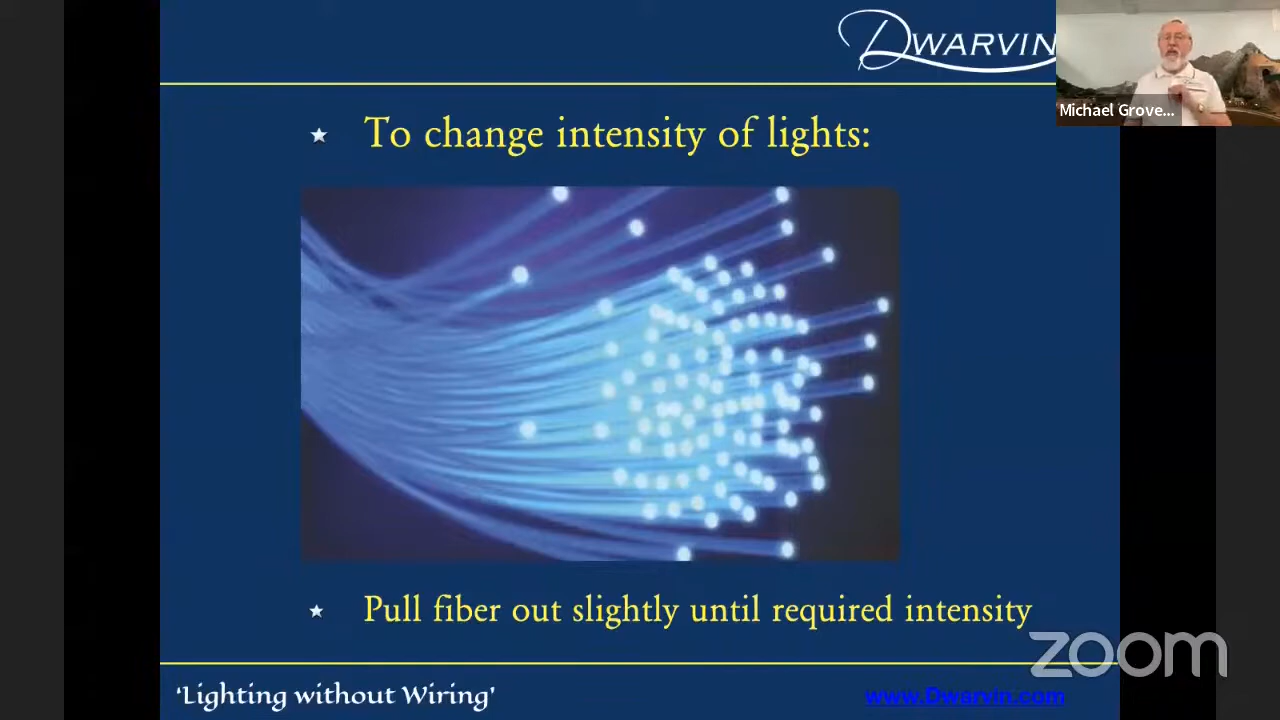 DWARVIN
Michael Grove...
To change intensity of lights:
Pull fiber out slightly until required intensity
zoom
'Lighting without Wiring'
www.Dwarvin.com